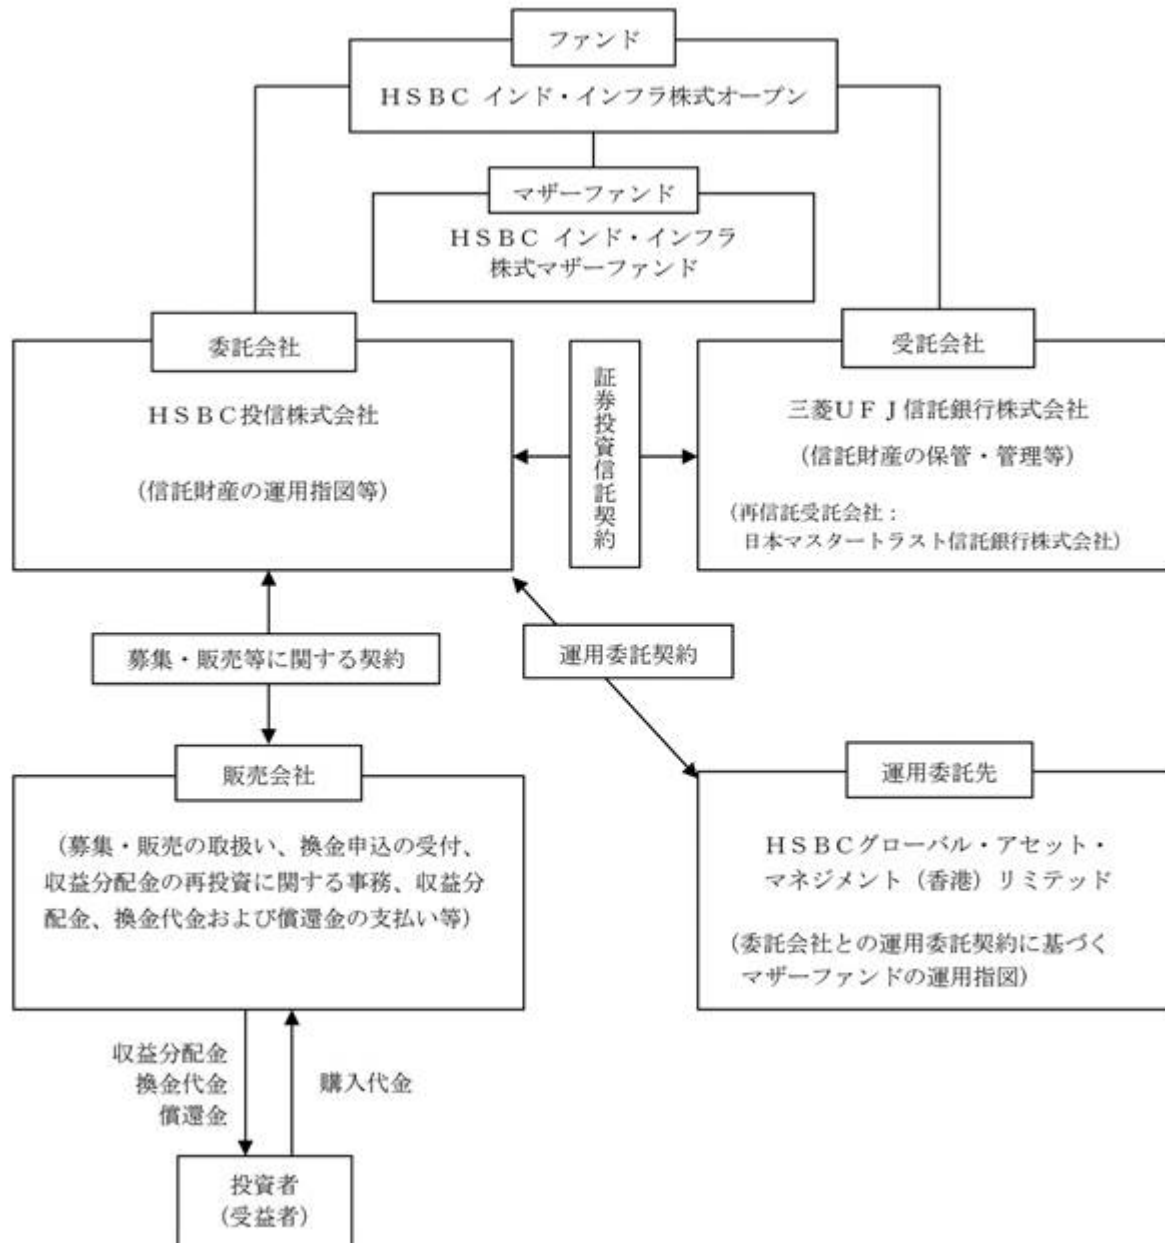 ファンド
HSBC インド・インフラ株式オープン
マザーファンド
HSBC インド・インフラ
株式マザーファンド
委託会社
HSBC投信株式会社
(信託財産の運用指図等)
証券投資信託契約
受託会社
三菱UFJ信託銀行株式会社
(信託財産の保管・管理等)
(再信託受託会社:
日本マスタートラスト信託銀行株式会社)
募集・販売等に関する契約
運用委託契約
販売会社
(募集・販売の取扱い、換金申込の受付、
収益分配金の再投資に関する事務、収益分
配金、換金代金および償還金の支払い等)
運用委託先
HSBCグローバル・アセット・
マネジメント(香港)リミテッド
(委託会社との運用委託契約に基づく
マザーファンドの運用指図)
収益分配金
換金代金
償還金
購入代金
投資者
(受益者)